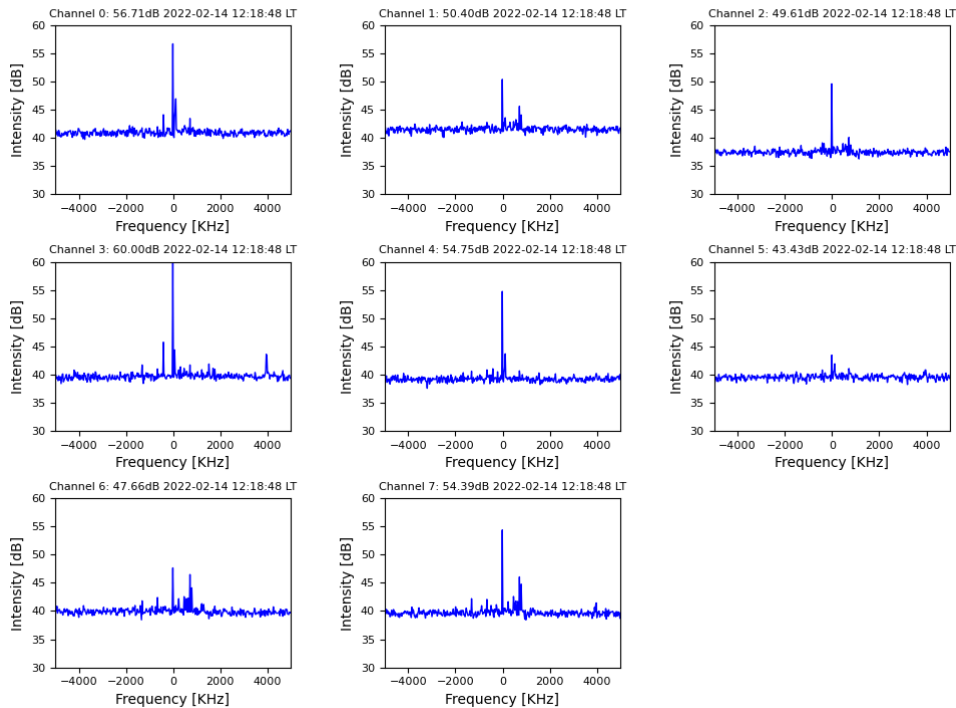 Channel 0: 56.71dB 2022-02-14 12:18:48 LT
60
55
50
45
40
35
30
Intensity [dB]
−4000 −2000 0 2000 4000
Frequency [KHz]
Channel 1: 50.40dB 2022-02-14 12:18:48 LT
60
55
50
45
40
35
30
Intensity [dB]
−4000 −2000 0 2000 4000
Frequency [KHz]
Channel 2: 49.61dB 2022-02-14 12:18:48 LT
60
55
50
45
40
35
30
Intensity [dB]
−4000 −2000 0 2000 4000
Frequency [KHz]
Channel 3: 60.00dB 2022-02-14 12:18:48 LT
60
55
50
45
40
35
30
Intensity [dB]
−4000 −2000 0 2000 4000
Frequency [KHz]
Channel 4: 54.75dB 2022-02-14 12:18:48 LT
60
55
50
45
40
35
30
Intensity [dB]
−4000 −2000 0 2000 4000
Frequency [KHz]
Channel 5: 43.43dB 2022-02-14 12:18:48 LT
60
55
50
45
40
35
30
Intensity [dB]
−4000 −2000 0 2000 4000
Frequency [KHz]
Channel 6: 47.66dB 2022-02-14 12:18:48 LT
60
55
50
45
40
35
30
Intensity [dB]
−4000 −2000 0 2000 4000
Frequency [KHz]
Channel 7: 54.39dB 2022-02-14 12:18:48 LT
60
55
50
45
40
35
30
Intensity [dB]
−4000 −2000 0 2000 4000
Frequency [KHz]